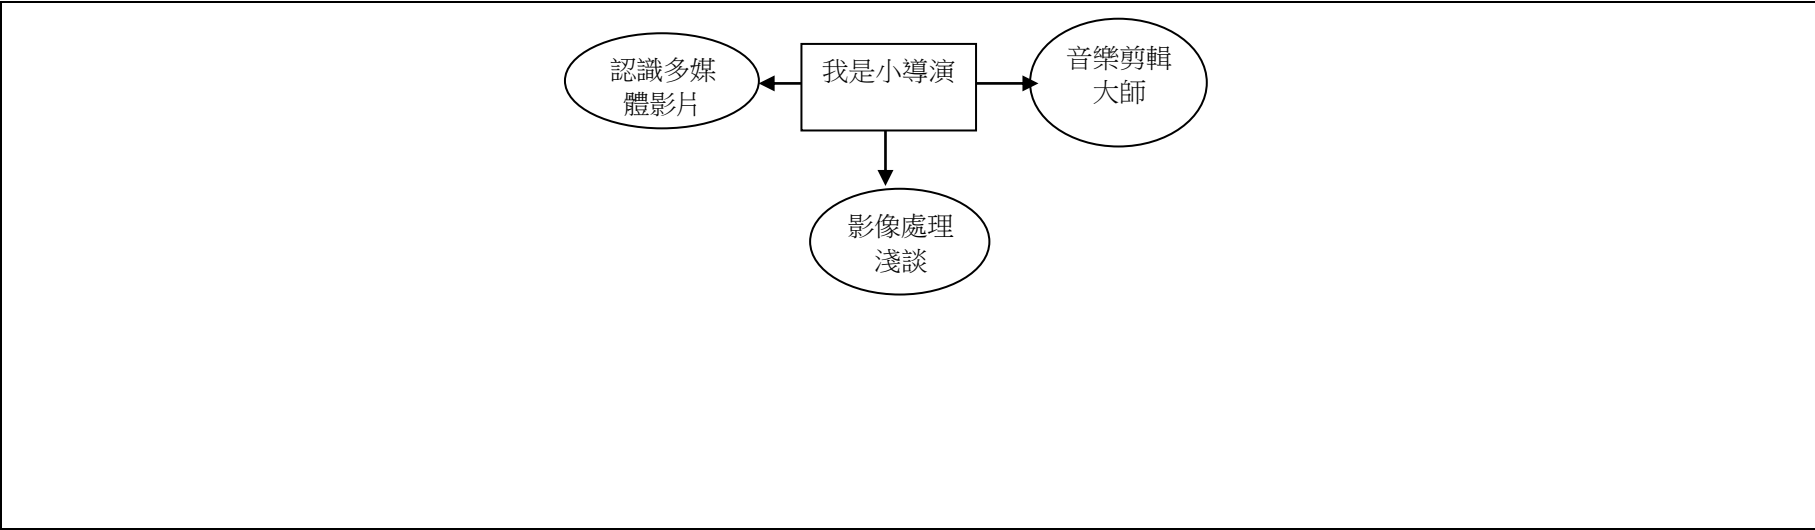 認識多媒
體影片
我是小導演
音樂剪輯
大師
影像處理
淺談